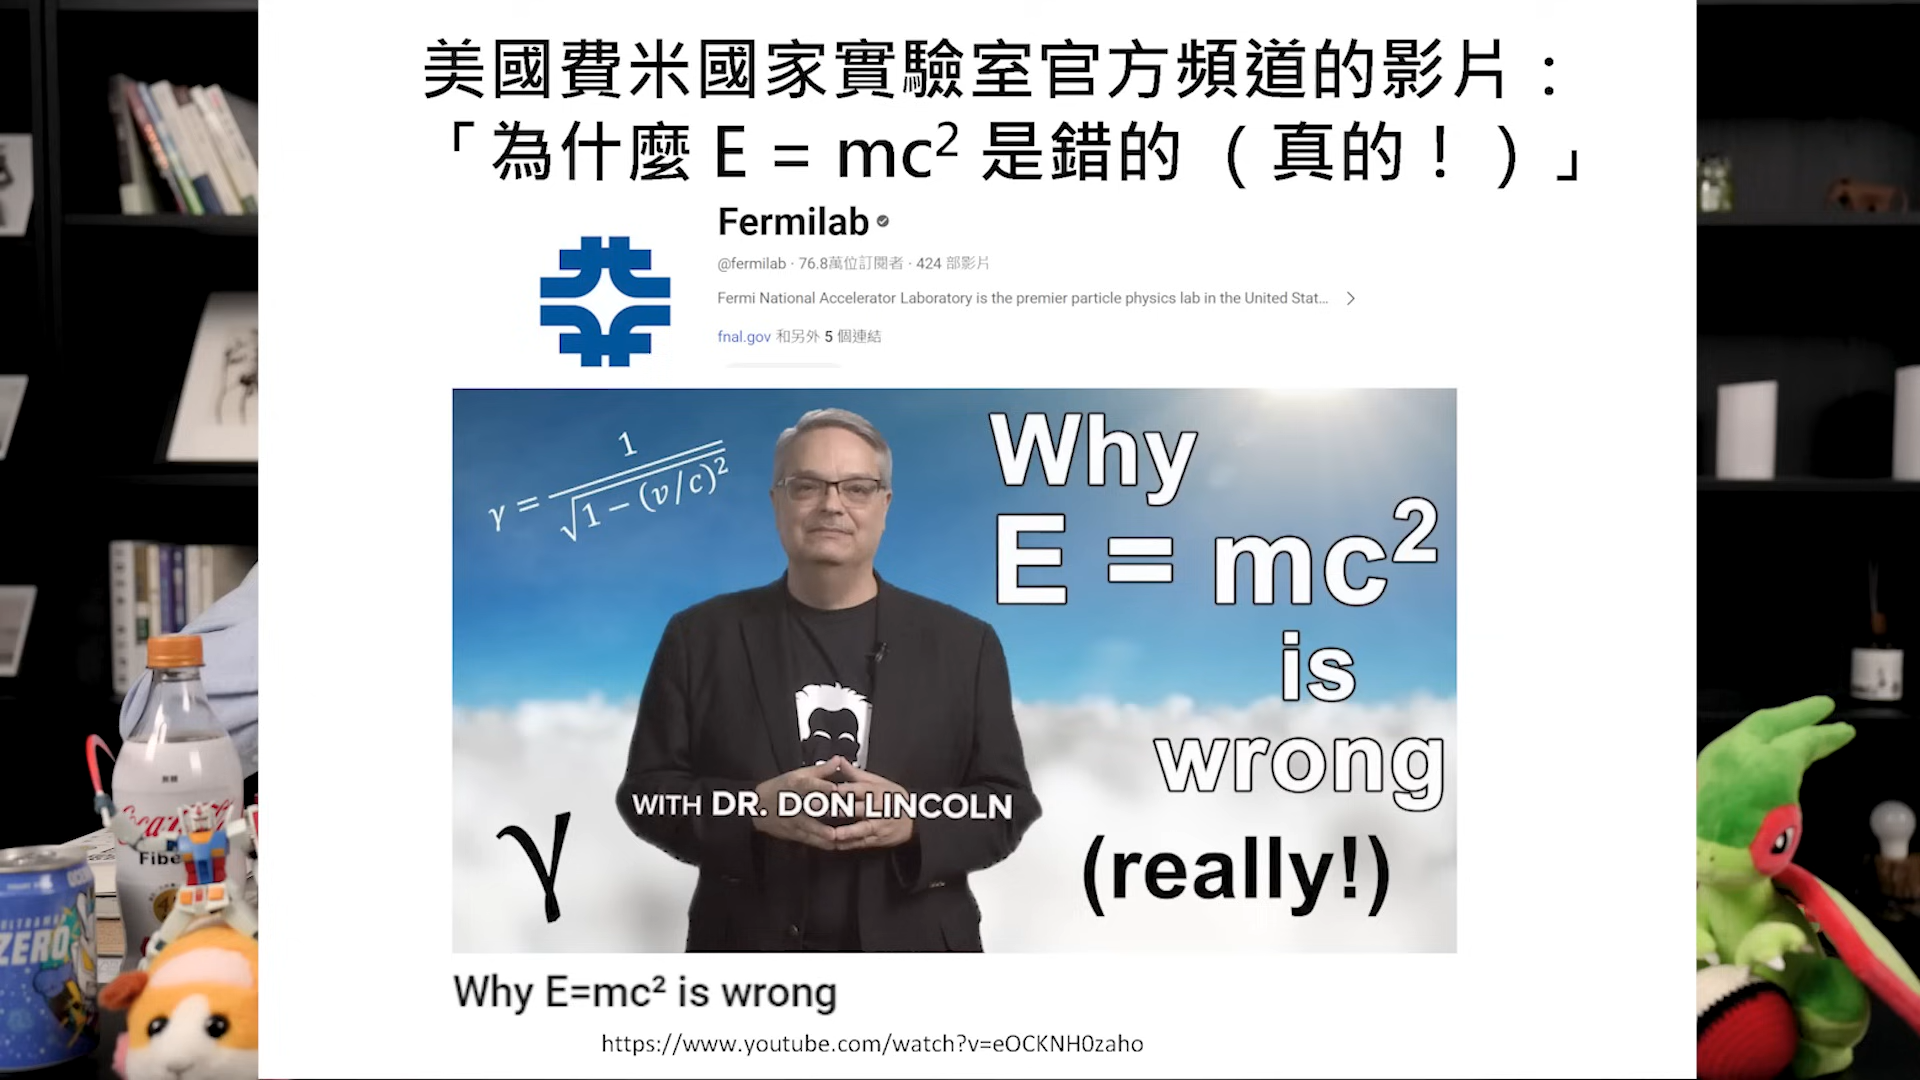 美國費米國家實驗室官方頻道的影片：
「為什麼 E = mc² 是錯的 （真的！）」
Fermilab
@fermilab · 76.8萬位訂閱者 · 424 部影片
Fermi National Accelerator Laboratory is the premier particle physics lab in the United Stat...
fnal.gov 和另外 5 個連結
γ = 1 / √1 − (v/c)²
Why
E = mc²
is
wrong
(really!)
WITH DR. DON LINCOLN
γ
Why E=mc² is wrong
https://www.youtube.com/watch?v=eOCKNH0zaho
Fibe
ZERO